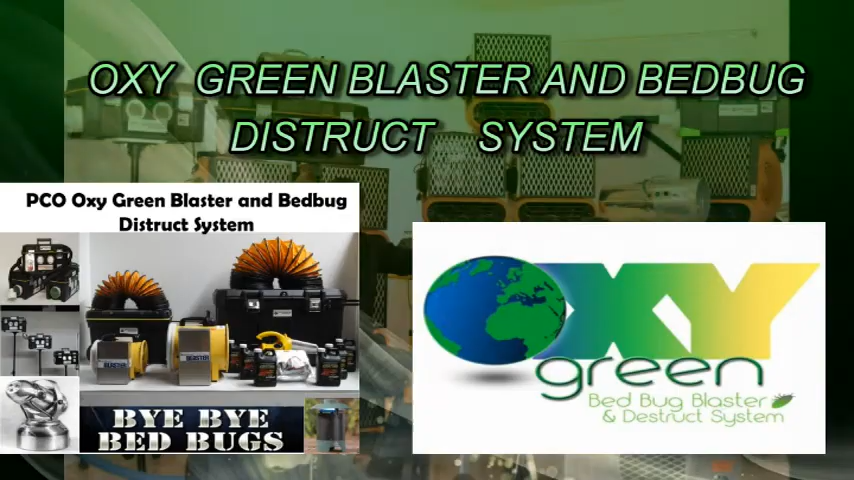 OXY GREEN BLASTER AND BEDBUG
DISTRUCT SYSTEM
PCO Oxy Green Blaster and Bedbug
Distruct System
BLASTER
BYE BYE
BED BUGS
OXY
green
Bed Bug Blaster
& Destruct System